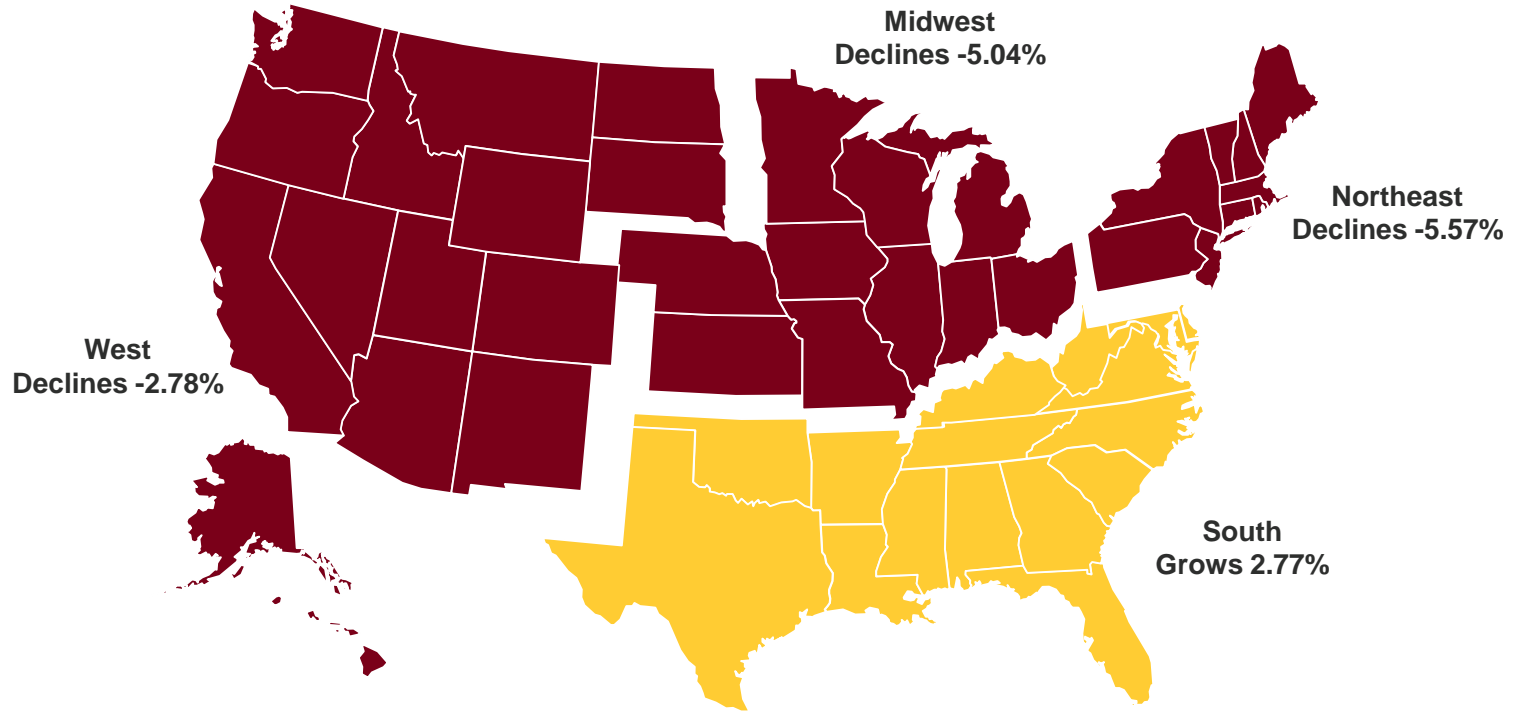 Midwest
Declines -5.04%
Northeast
Declines -5.57%
West
Declines -2.78%
South
Grows 2.77%